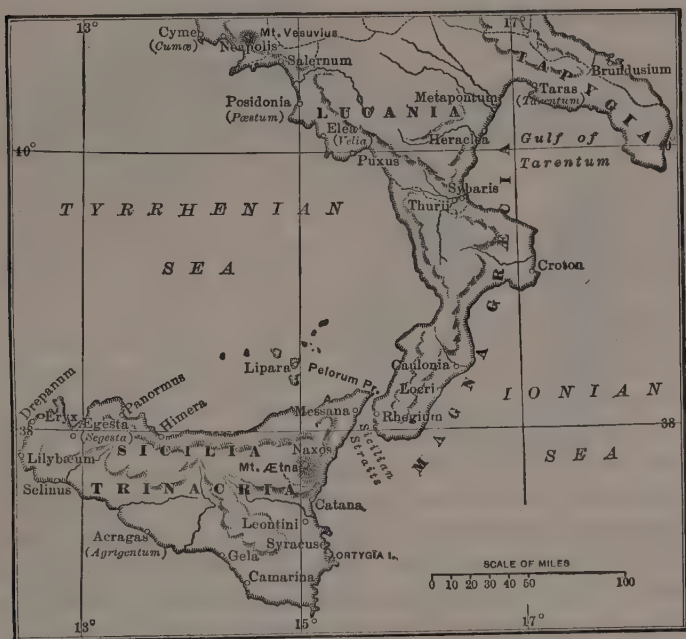 13°
17°
Cyme
(Cumæ)
Mt. Vesuvius
Neapolis
Salernum
Posidonia
(Pæstum)
LUCANIA
Metapontum
Brundusium
IAPYGIA
Taras
(Tarentum)
Elea
(Velia)
Heraclea
Gulf of
Tarentum
40°
40
Puxus
Sybaris
Thurii
TYRRHENIAN
SEA
MAGNA GRÆCIA
Croton
Lipara
Pelorum Pr.
Caulonia
Locri
IONIAN
SEA
Drepanum
Eryx
Panormus
Himera
Messana
Rhegium
38
38
Egesta
(Segesta)
Sicilian
Straits
Lilybæum
SICILIA
Naxos
Mt. Ætna
Selinus
TRINACRIA
Catana
Leontini
Acragas
(Agrigentum)
Syracuse
ORTYGIA I.
Gela
Camarina
SCALE OF MILES
0 10 20 30 40 50 100
13°
15°
17°